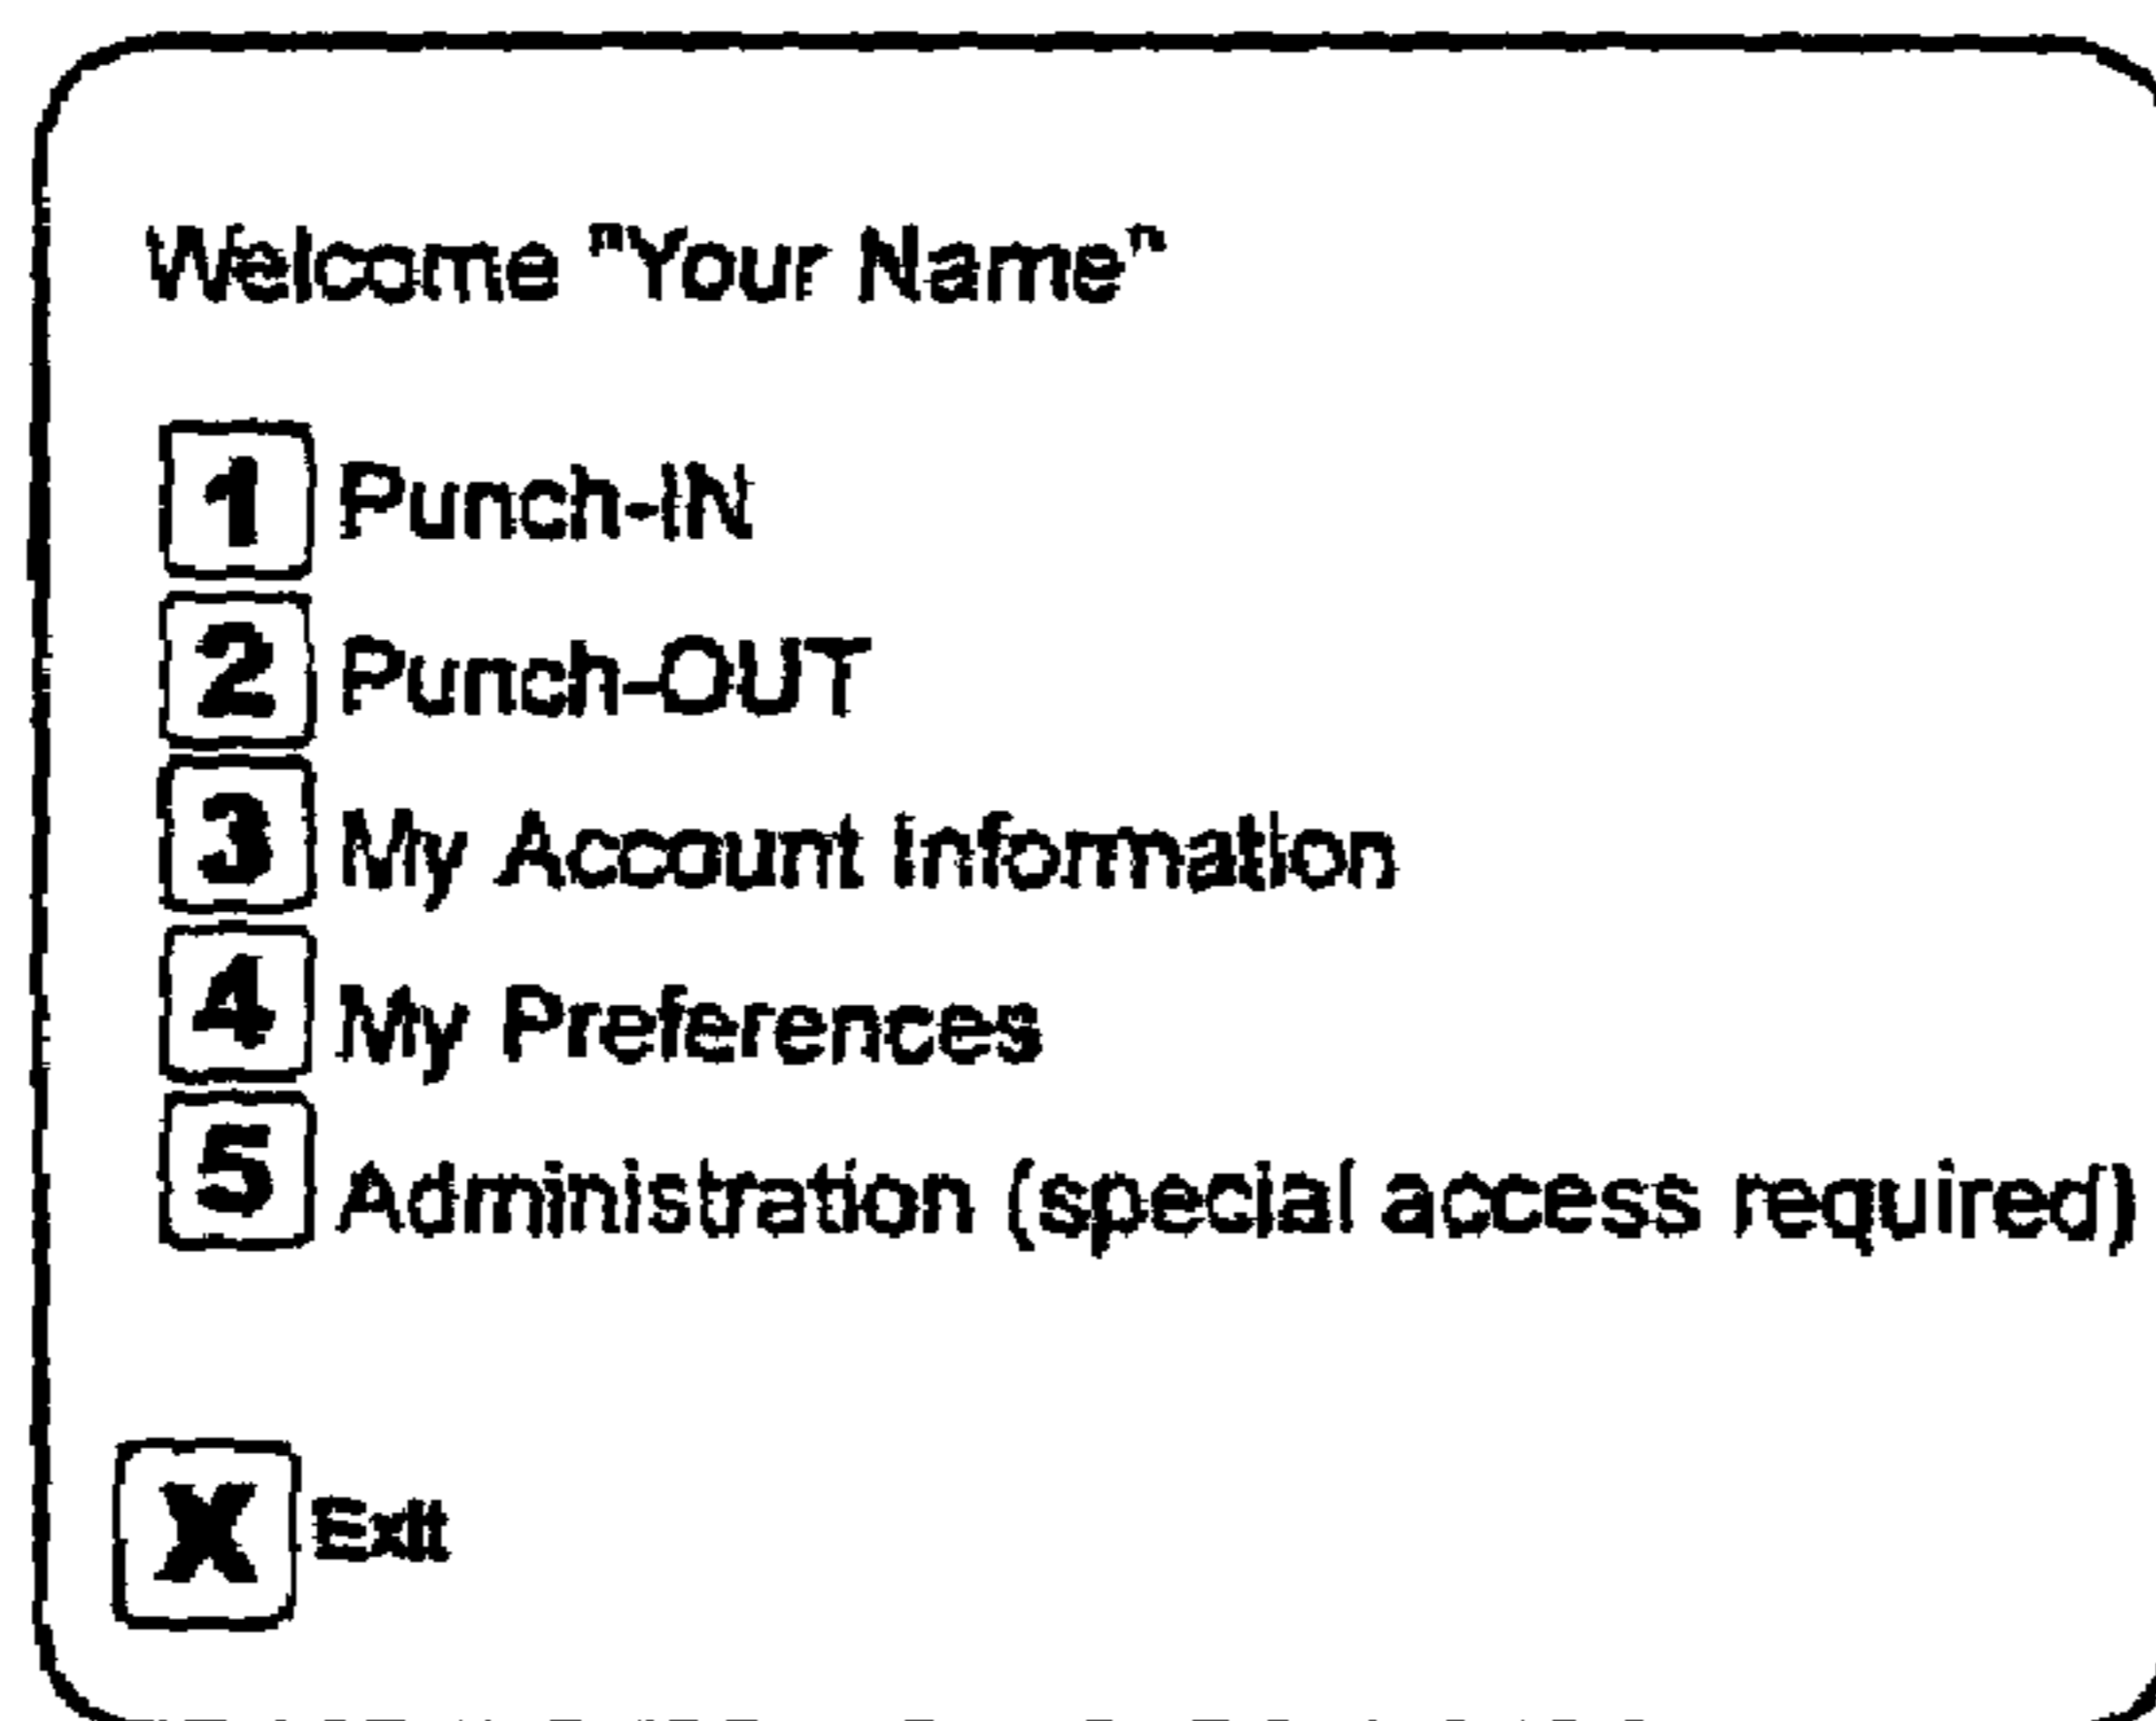 Welcome "Your Name"
1 Punch-IN
2 Punch-OUT
3 My Account Information
4 My Preferences
5 Administration (special access required)
X Exit